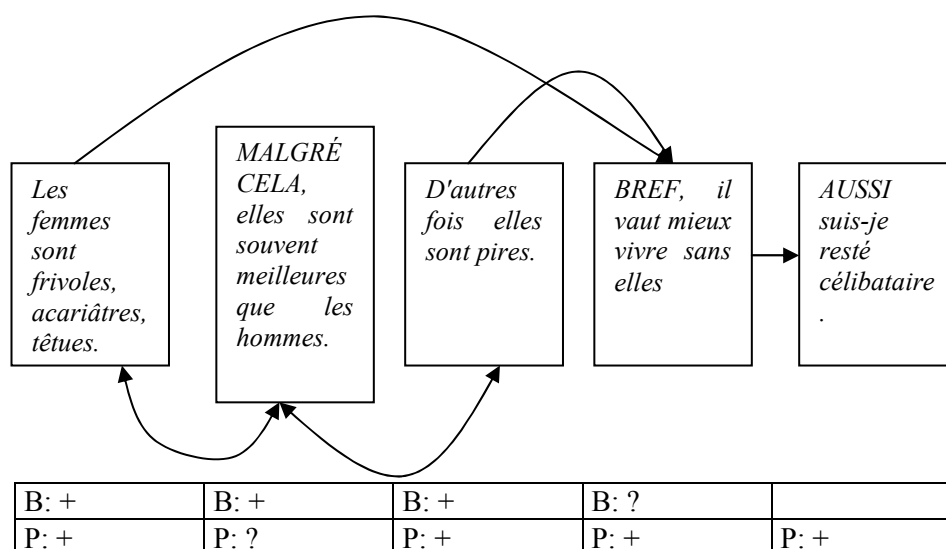 Les
femmes
sont
frivoles,
acariâtres,
têtues.
MALGRÉ
CELA,
elles sont
souvent
meilleures
que les
hommes.
D'autres
fois elles
sont pires.
BREF, il
vaut mieux
vivre sans
elles
AUSSI
suis-je
resté
célibataire
.
B: + B: + B: + B: ?
P: + P: ? P: + P: + P: +